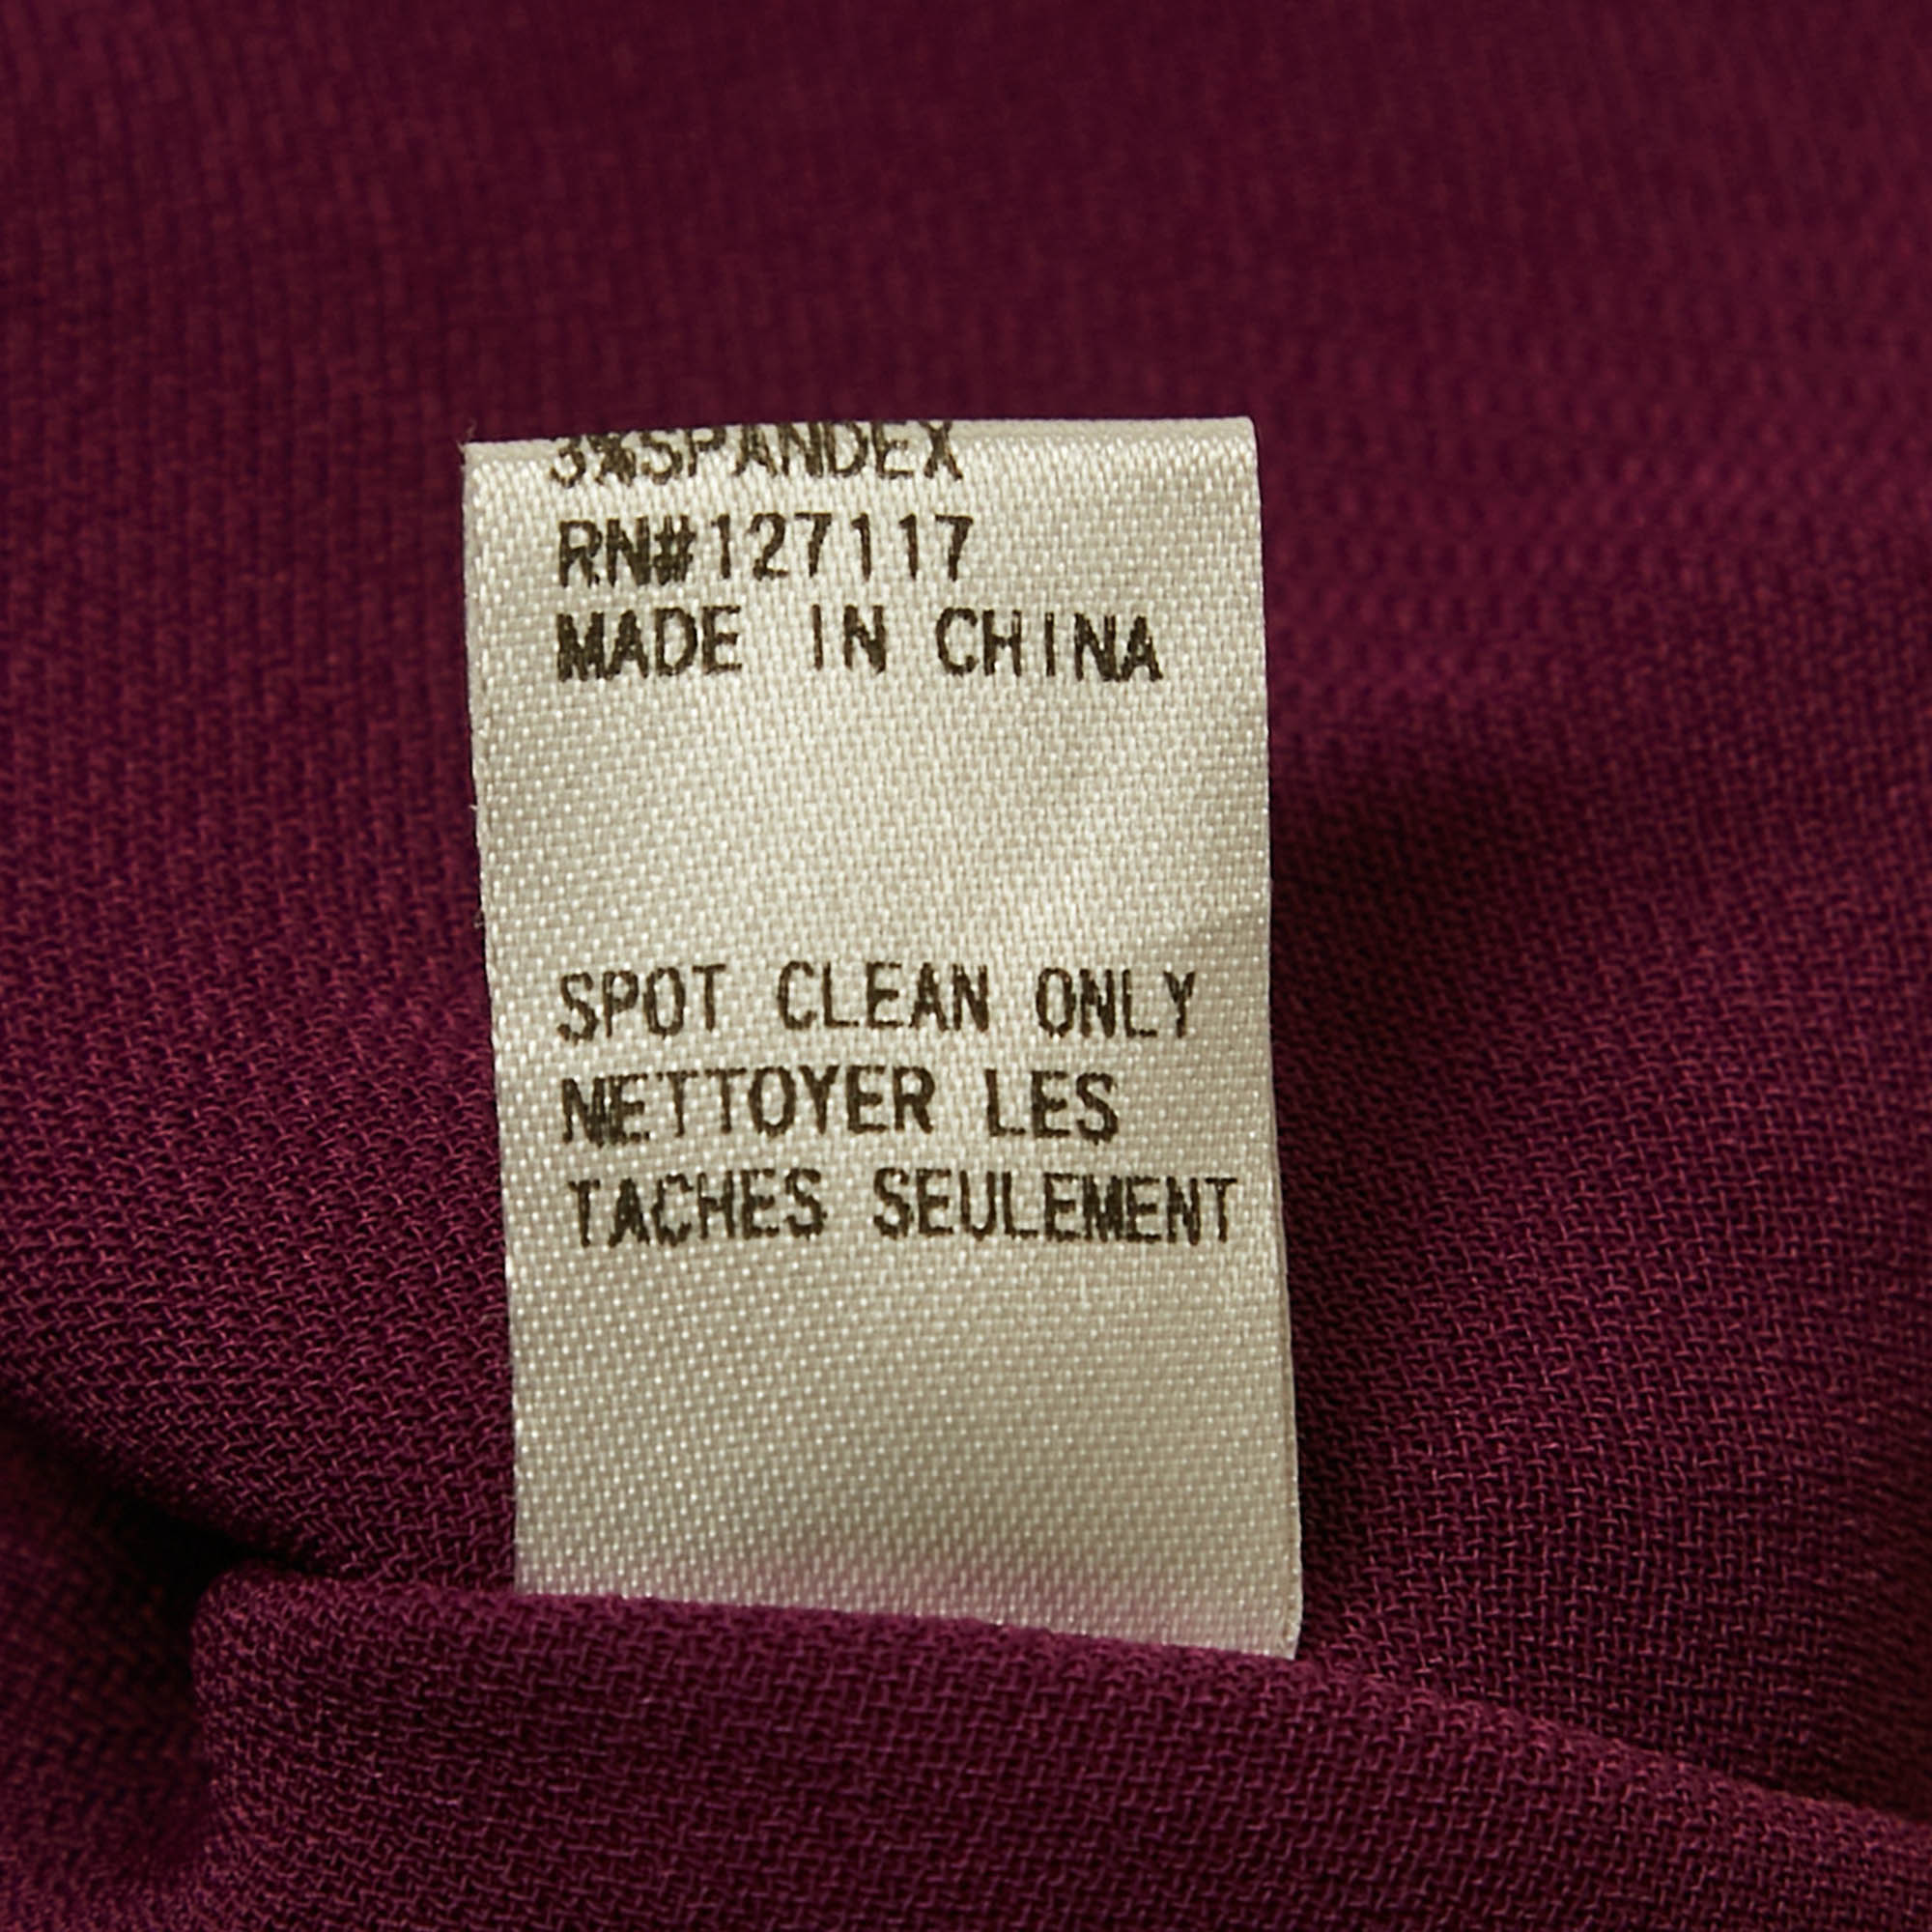 3%SPANDEX
RN#127117
MADE IN CHINA
SPOT CLEAN ONLY
NETTOYER LES
TACHES SEULEMENT